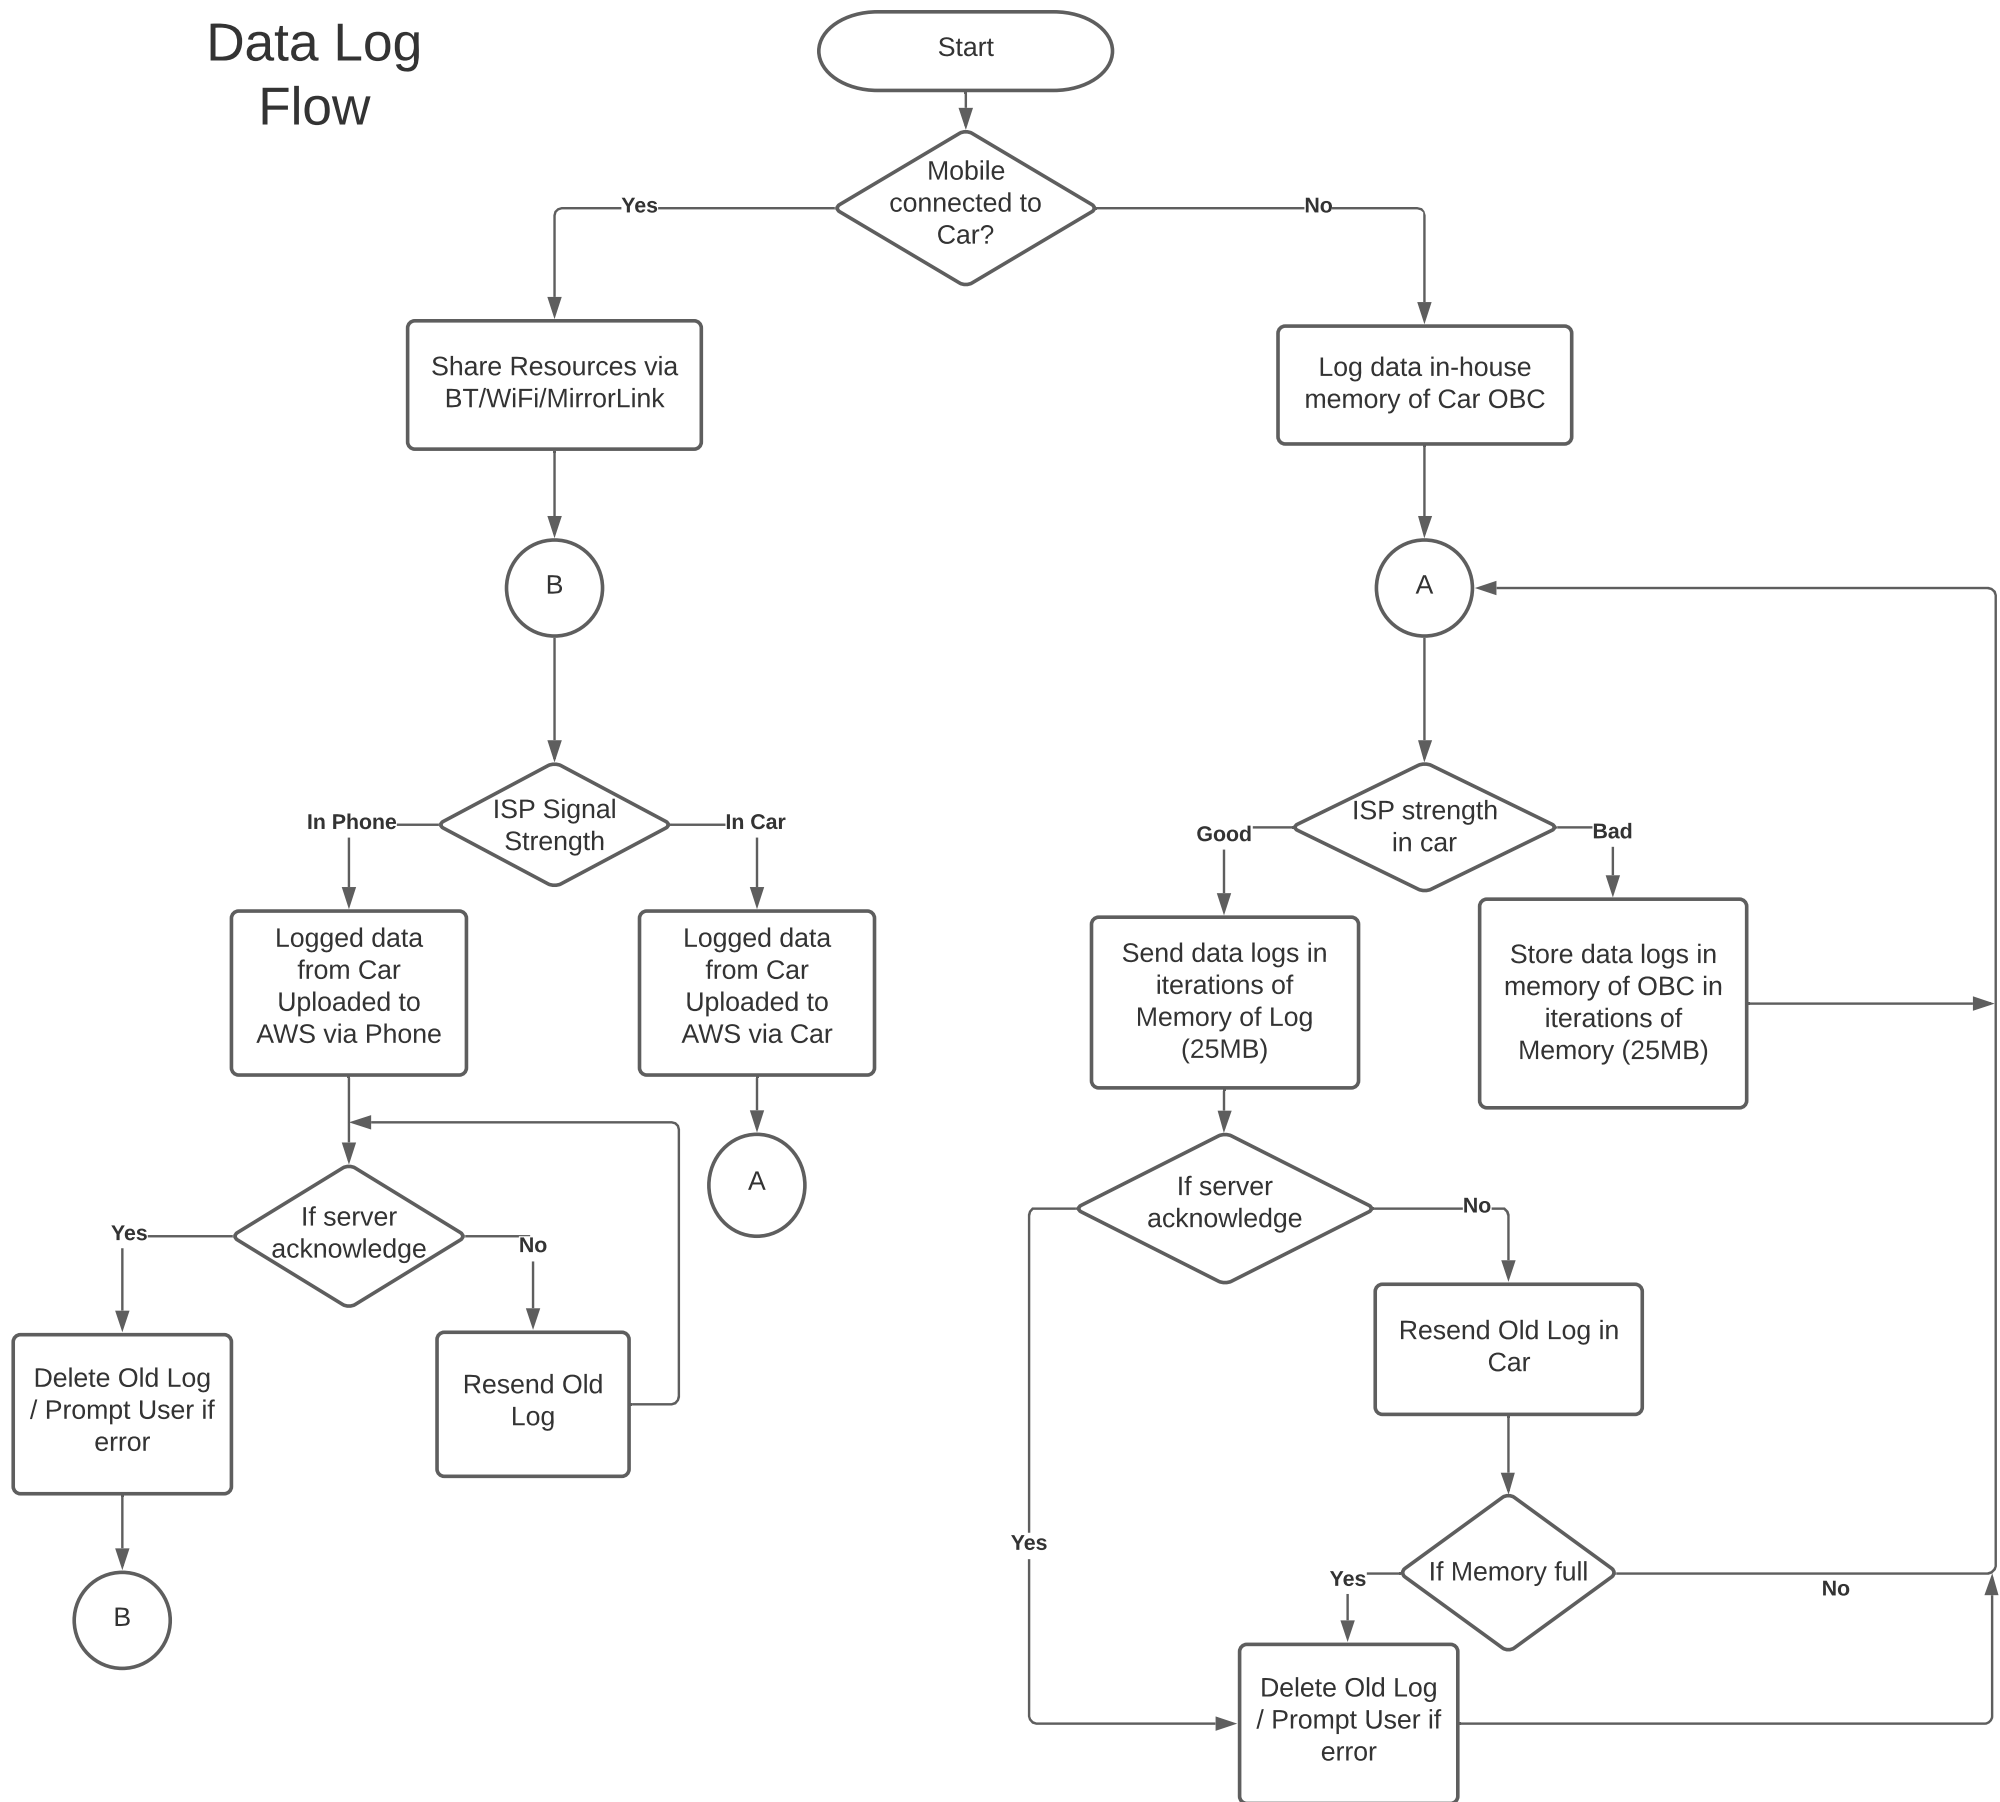 Data Log
Flow
Start
Mobile
connected to
Car?
Yes
No
Share Resources via
BT/WiFi/MirrorLink
Log data in-house
memory of Car OBC
B
A
ISP Signal
Strength
In Phone
In Car
ISP strength
in car
Good
Bad
Logged data
from Car
Uploaded to
AWS via Phone
Logged data
from Car
Uploaded to
AWS via Car
Send data logs in
iterations of
Memory of Log
(25MB)
Store data logs in
memory of OBC in
iterations of
Memory (25MB)
A
If server
acknowledge
Yes
No
If server
acknowledge
No
Yes
Delete Old Log
/ Prompt User if
error
Resend Old
Log
Resend Old Log in
Car
B
If Memory full
Yes
No
Delete Old Log
/ Prompt User if
error